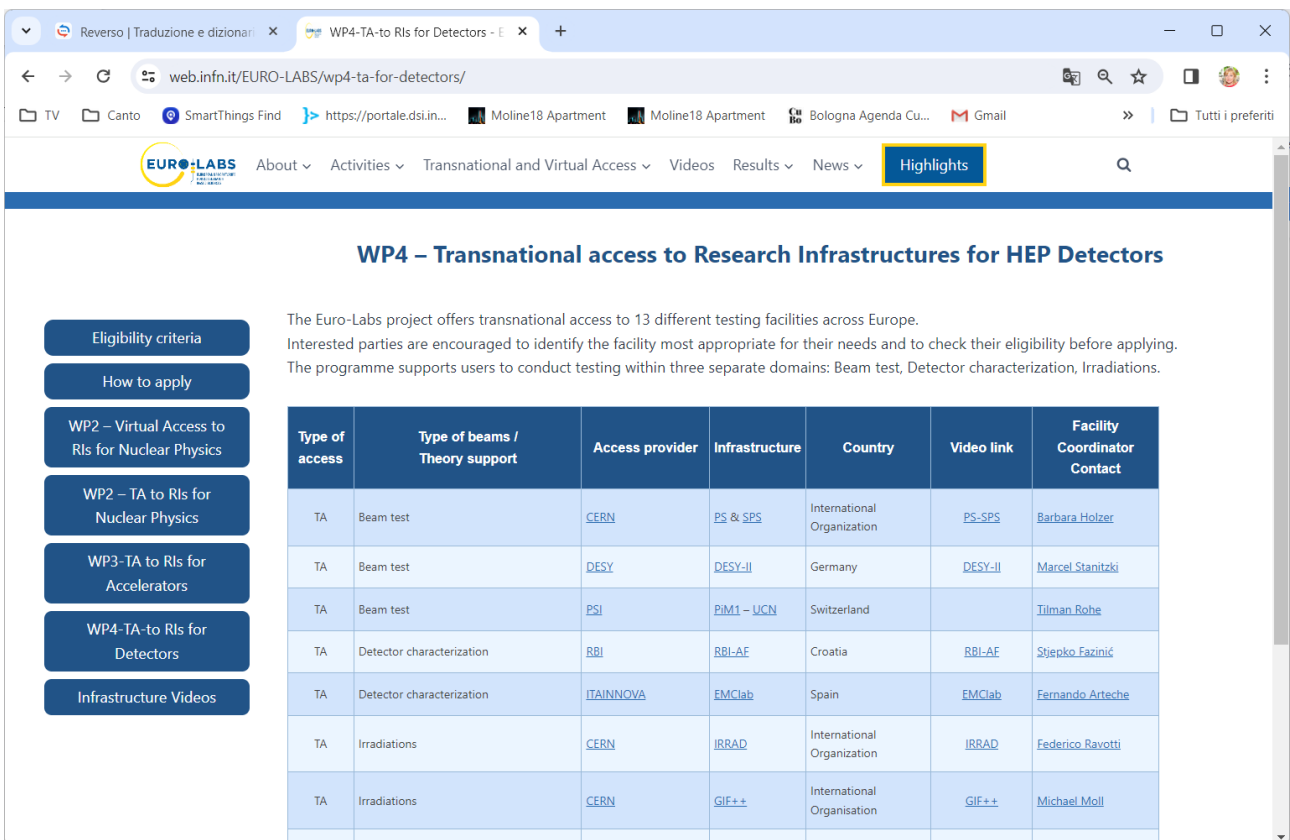 Reverso | Traduzione e dizionari
WP4-TA-to RIs for Detectors - E
web.infn.it/EURO-LABS/wp4-ta-for-detectors/
TV Canto SmartThings Find https://portale.dsi.in... Moline18 Apartment Moline18 Apartment Bologna Agenda Cu... Gmail » Tutti i preferiti
EURO-LABS About Activities Transnational and Virtual Access Videos Results News Highlights
WP4 – Transnational access to Research Infrastructures for HEP Detectors
Eligibility criteria
How to apply
WP2 – Virtual Access to
RIs for Nuclear Physics
WP2 – TA to RIs for
Nuclear Physics
WP3-TA to RIs for
Accelerators
WP4-TA-to RIs for
Detectors
Infrastructure Videos
The Euro-Labs project offers transnational access to 13 different testing facilities across Europe.
Interested parties are encouraged to identify the facility most appropriate for their needs and to check their eligibility before applying.
The programme supports users to conduct testing within three separate domains: Beam test, Detector characterization, Irradiations.
Type of access Type of beams / Theory support Access provider Infrastructure Country Video link Facility Coordinator Contact
TA Beam test CERN PS & SPS International Organization PS-SPS Barbara Holzer
TA Beam test DESY DESY-II Germany DESY-II Marcel Stanitzki
TA Beam test PSI PiM1 – UCN Switzerland Tilman Rohe
TA Detector characterization RBI RBI-AF Croatia RBI-AF Stjepko Fazinić
TA Detector characterization ITAINNOVA EMClab Spain EMClab Fernando Arteche
TA Irradiations CERN IRRAD International Organization IRRAD Federico Ravotti
TA Irradiations CERN GIF++ International Organisation GIF++ Michael Moll